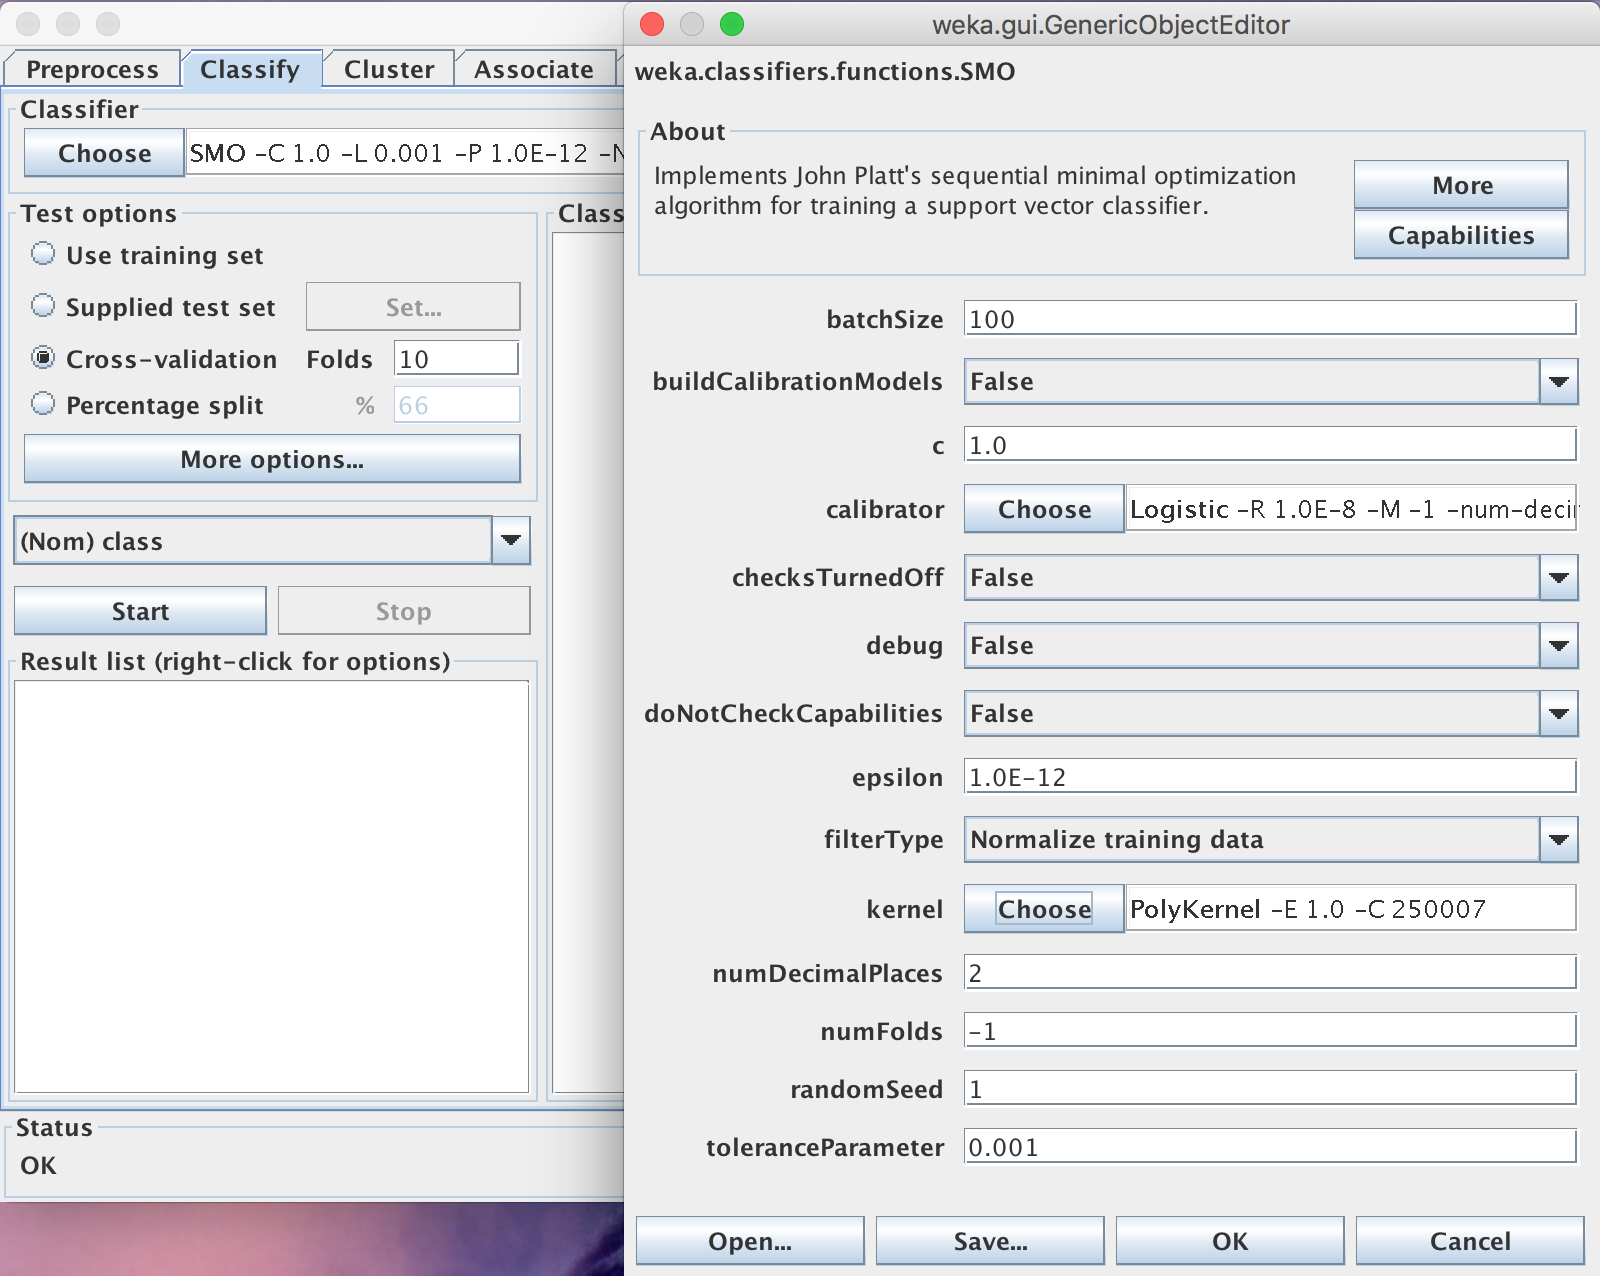 Preprocess Classify Cluster Associate
Classifier
Choose SMO -C 1.0 -L 0.001 -P 1.0E-12 -N
Test options
Use training set
Supplied test set Set...
Cross-validation Folds 10
Percentage split % 66
More options...
(Nom) class
Start Stop
Result list (right-click for options)
Status
OK
Class
weka.gui.GenericObjectEditor
weka.classifiers.functions.SMO
About
Implements John Platt's sequential minimal optimization
algorithm for training a support vector classifier.
More
Capabilities
batchSize 100
buildCalibrationModels False
c 1.0
calibrator Choose Logistic -R 1.0E-8 -M -1 -num-decin
checksTurnedOff False
debug False
doNotCheckCapabilities False
epsilon 1.0E-12
filterType Normalize training data
kernel Choose PolyKernel -E 1.0 -C 250007
numDecimalPlaces 2
numFolds -1
randomSeed 1
toleranceParameter 0.001
Open... Save... OK Cancel